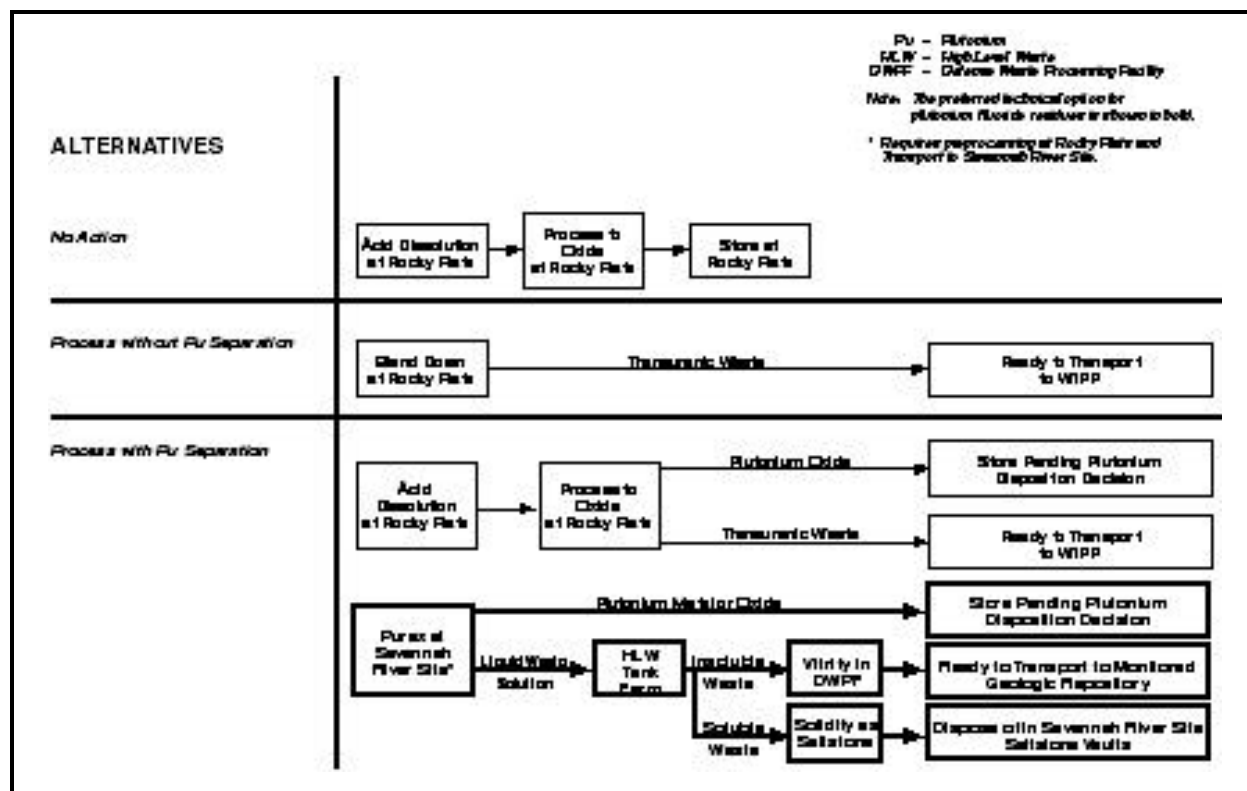 Pu – Plutonium
HLW – High Level Waste
DWPF – Defense Waste Processing Facility
Note: The preferred technical option for
plutonium fluoride residues is shown in bold.
* Requires preprocessing at Rocky Flats and
Transport to Savannah River Site.
ALTERNATIVES
No Action
Acid Dissolution
at Rocky Flats
Process to
Oxide
at Rocky Flats
Store at
Rocky Flats
Process without Pu Separation
Blend Down
at Rocky Flats
Transuranic Waste
Ready to Transport
to WIPP
Process with Pu Separation
Acid
Dissolution
at Rocky Flats
Process to
Oxide
at Rocky Flats
Plutonium Oxide
Store Pending Plutonium
Disposition Decision
Transuranic Waste
Ready to Transport
to WIPP
Purex at
Savannah
River Site*
Plutonium Metal or Oxide
Store Pending Plutonium
Disposition Decision
Liquid Waste
Solution
HLW
Tank
Farm
Insoluble
Waste
Vitrify in
DWPF
Ready to Transport to Monitored
Geologic Repository
Soluble
Waste
Solidify as
Saltstone
Dispose of in Savannah River Site
Saltstone Vaults